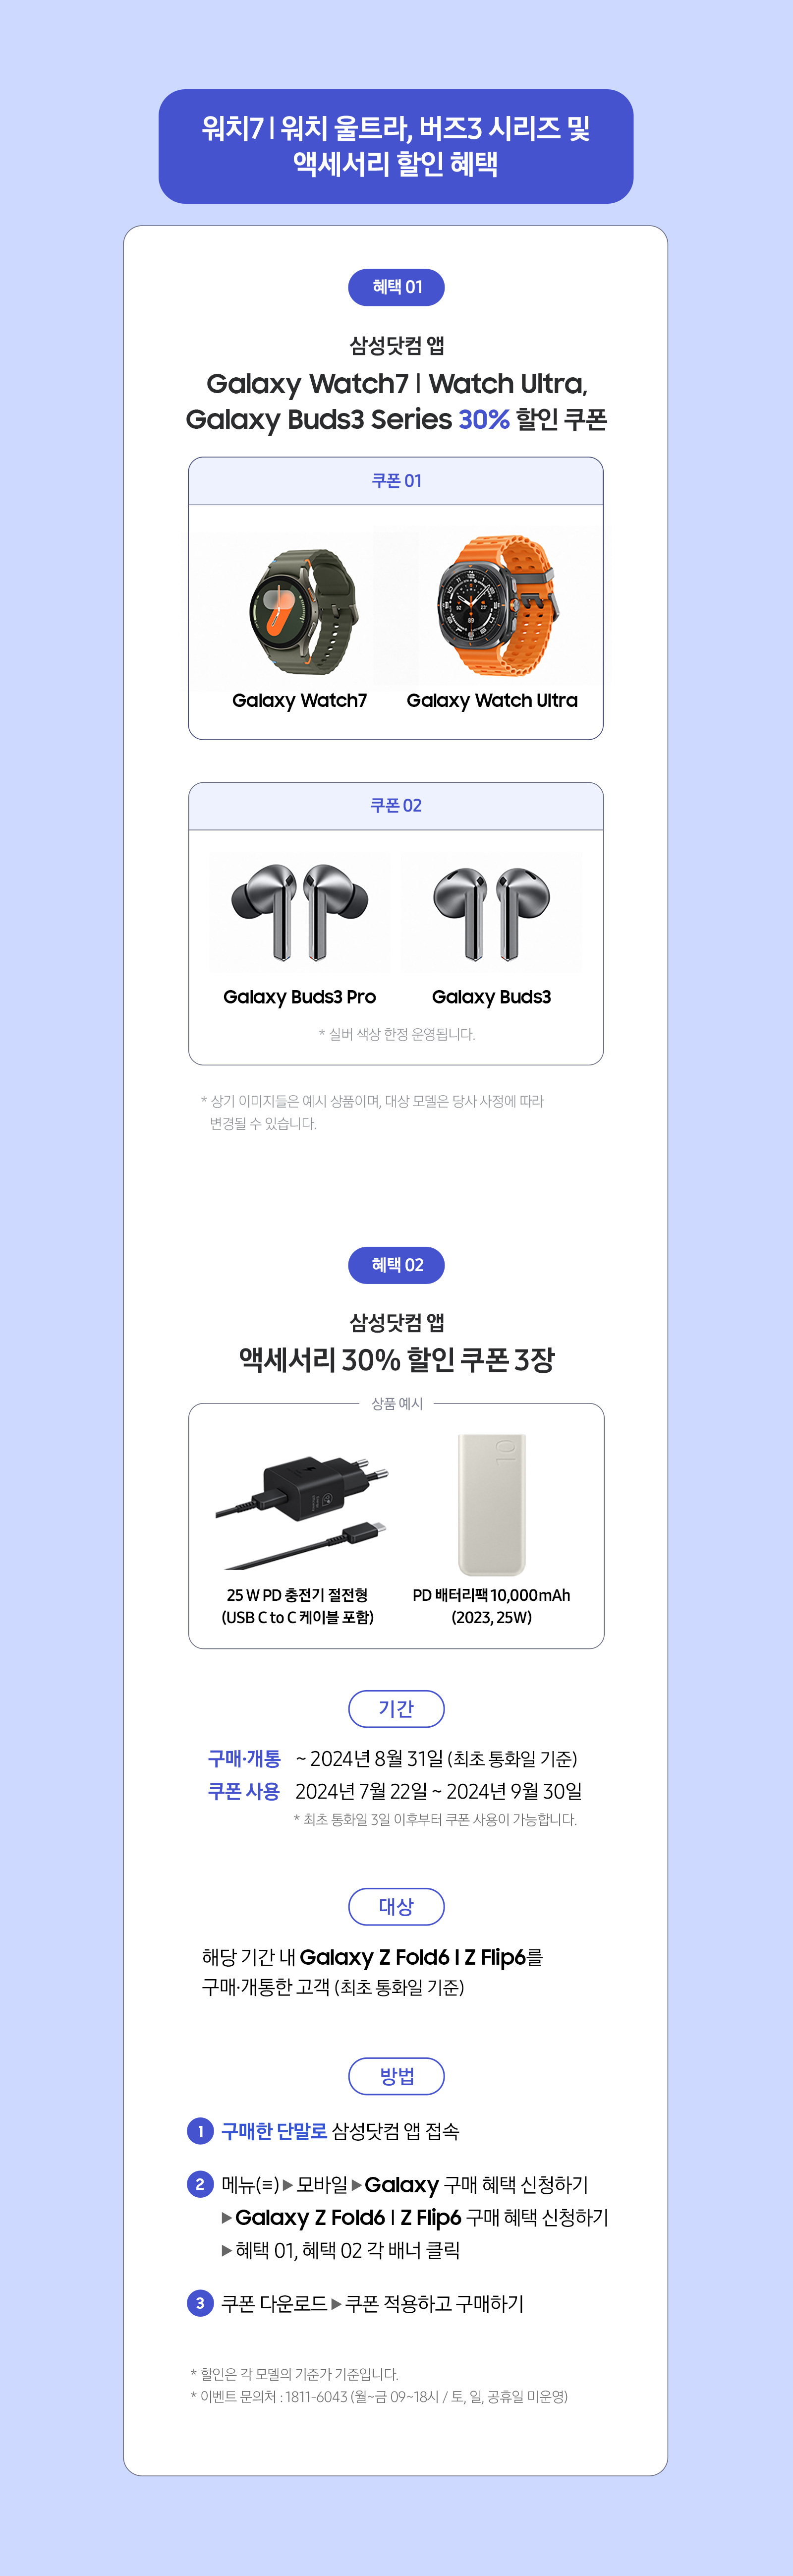 워치7 | 워치 울트라, 버즈3 시리즈 및
액세서리 할인 혜택
혜택 01
삼성닷컴 앱
Galaxy Watch7 | Watch Ultra,
Galaxy Buds3 Series 30% 할인 쿠폰
쿠폰 01
Galaxy Watch7
Galaxy Watch Ultra
쿠폰 02
Galaxy Buds3 Pro
Galaxy Buds3
* 실버 색상 한정 운영됩니다.
* 상기 이미지들은 예시 상품이며, 대상 모델은 당사 사정에 따라
변경될 수 있습니다.
혜택 02
삼성닷컴 앱
액세서리 30% 할인 쿠폰 3장
상품 예시
10
25 W PD 충전기 절전형
(USB C to C 케이블 포함)
PD 배터리팩 10,000mAh
(2023, 25W)
기간
구매·개통 ~ 2024년 8월 31일 (최초 통화일 기준)
쿠폰 사용 2024년 7월 22일 ~ 2024년 9월 30일
* 최초 통화일 3일 이후부터 쿠폰 사용이 가능합니다.
대상
해당 기간 내 Galaxy Z Fold6 | Z Flip6를
구매·개통한 고객 (최초 통화일 기준)
방법
1 구매한 단말로 삼성닷컴 앱 접속
2 메뉴(≡) ▶ 모바일 ▶ Galaxy 구매 혜택 신청하기
▶ Galaxy Z Fold6 | Z Flip6 구매 혜택 신청하기
▶ 혜택 01, 혜택 02 각 배너 클릭
3 쿠폰 다운로드 ▶ 쿠폰 적용하고 구매하기
* 할인은 각 모델의 기준가 기준입니다.
* 이벤트 문의처 : 1811-6043 (월~금 09~18시 / 토, 일, 공휴일 미운영)